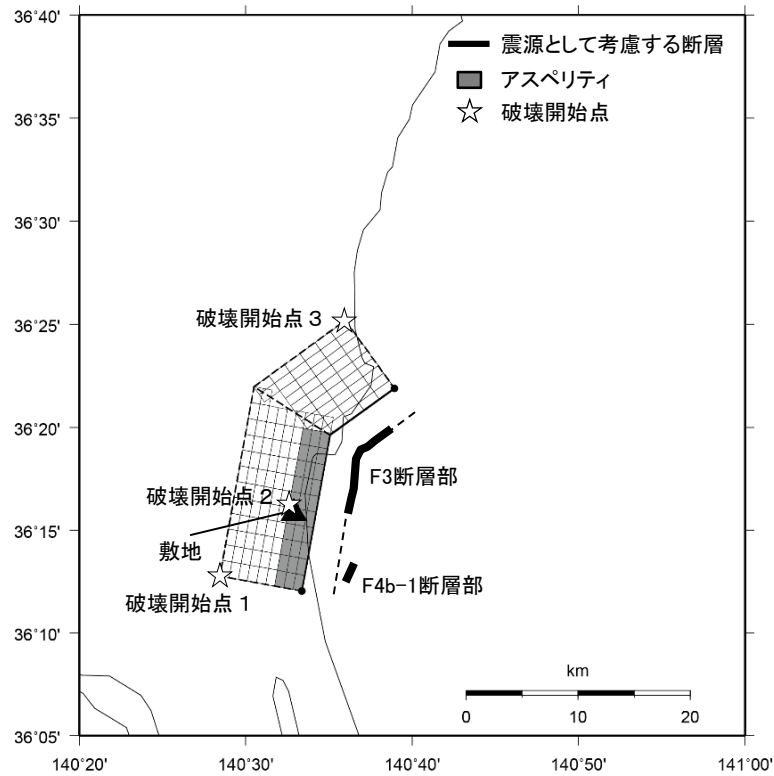 36˚40'
36˚35'
36˚30'
36˚25'
36˚20'
36˚15'
36˚10'
36˚05'
震源として考慮する断層
アスペリティ
破壊開始点
破壊開始点３
F3断層部
破壊開始点２
敷地
F4b-1断層部
破壊開始点１
km
0 10 20
140˚20' 140˚30' 140˚40' 140˚50' 141˚00'